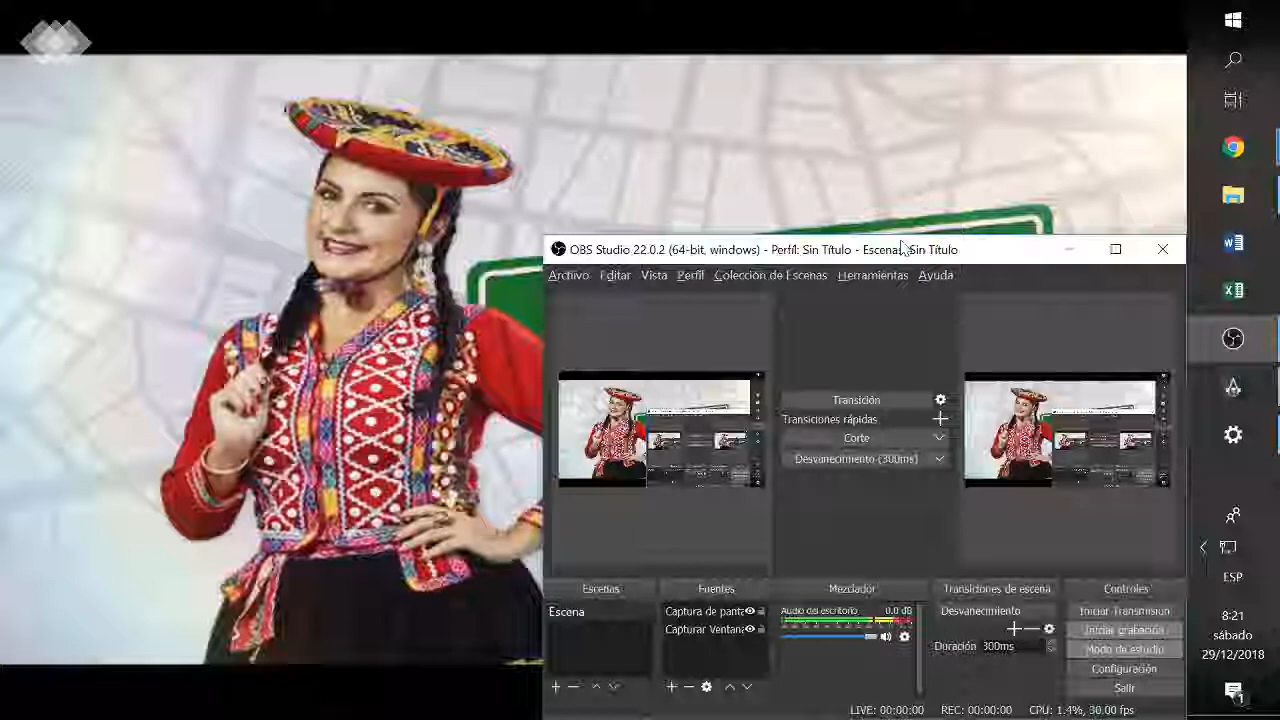 OBS Studio 22.0.2 (64-bit, windows) - Perfil: Sin Título - Escenas: Sin Título
Archivo Editar Vista Perfil Colección de Escenas Herramientas Ayuda
Transición
Transiciones rápidas
Corte
Desvanecimiento (300ms)
Escenas Fuentes Mezclador Transiciones de escena Controles
Escena
Captura de panta
Capturar Ventana
Audio del escritorio 0.0 dB
Desvanecimiento
Duración 300ms
Iniciar Transmisión
Iniciar grabación
Modo de estudio
Configuración
Salir
LIVE: 00:00:00 REC: 00:00:00 CPU: 1.4%, 30.00 fps
ESP
8:21
sábado
29/12/2018
1